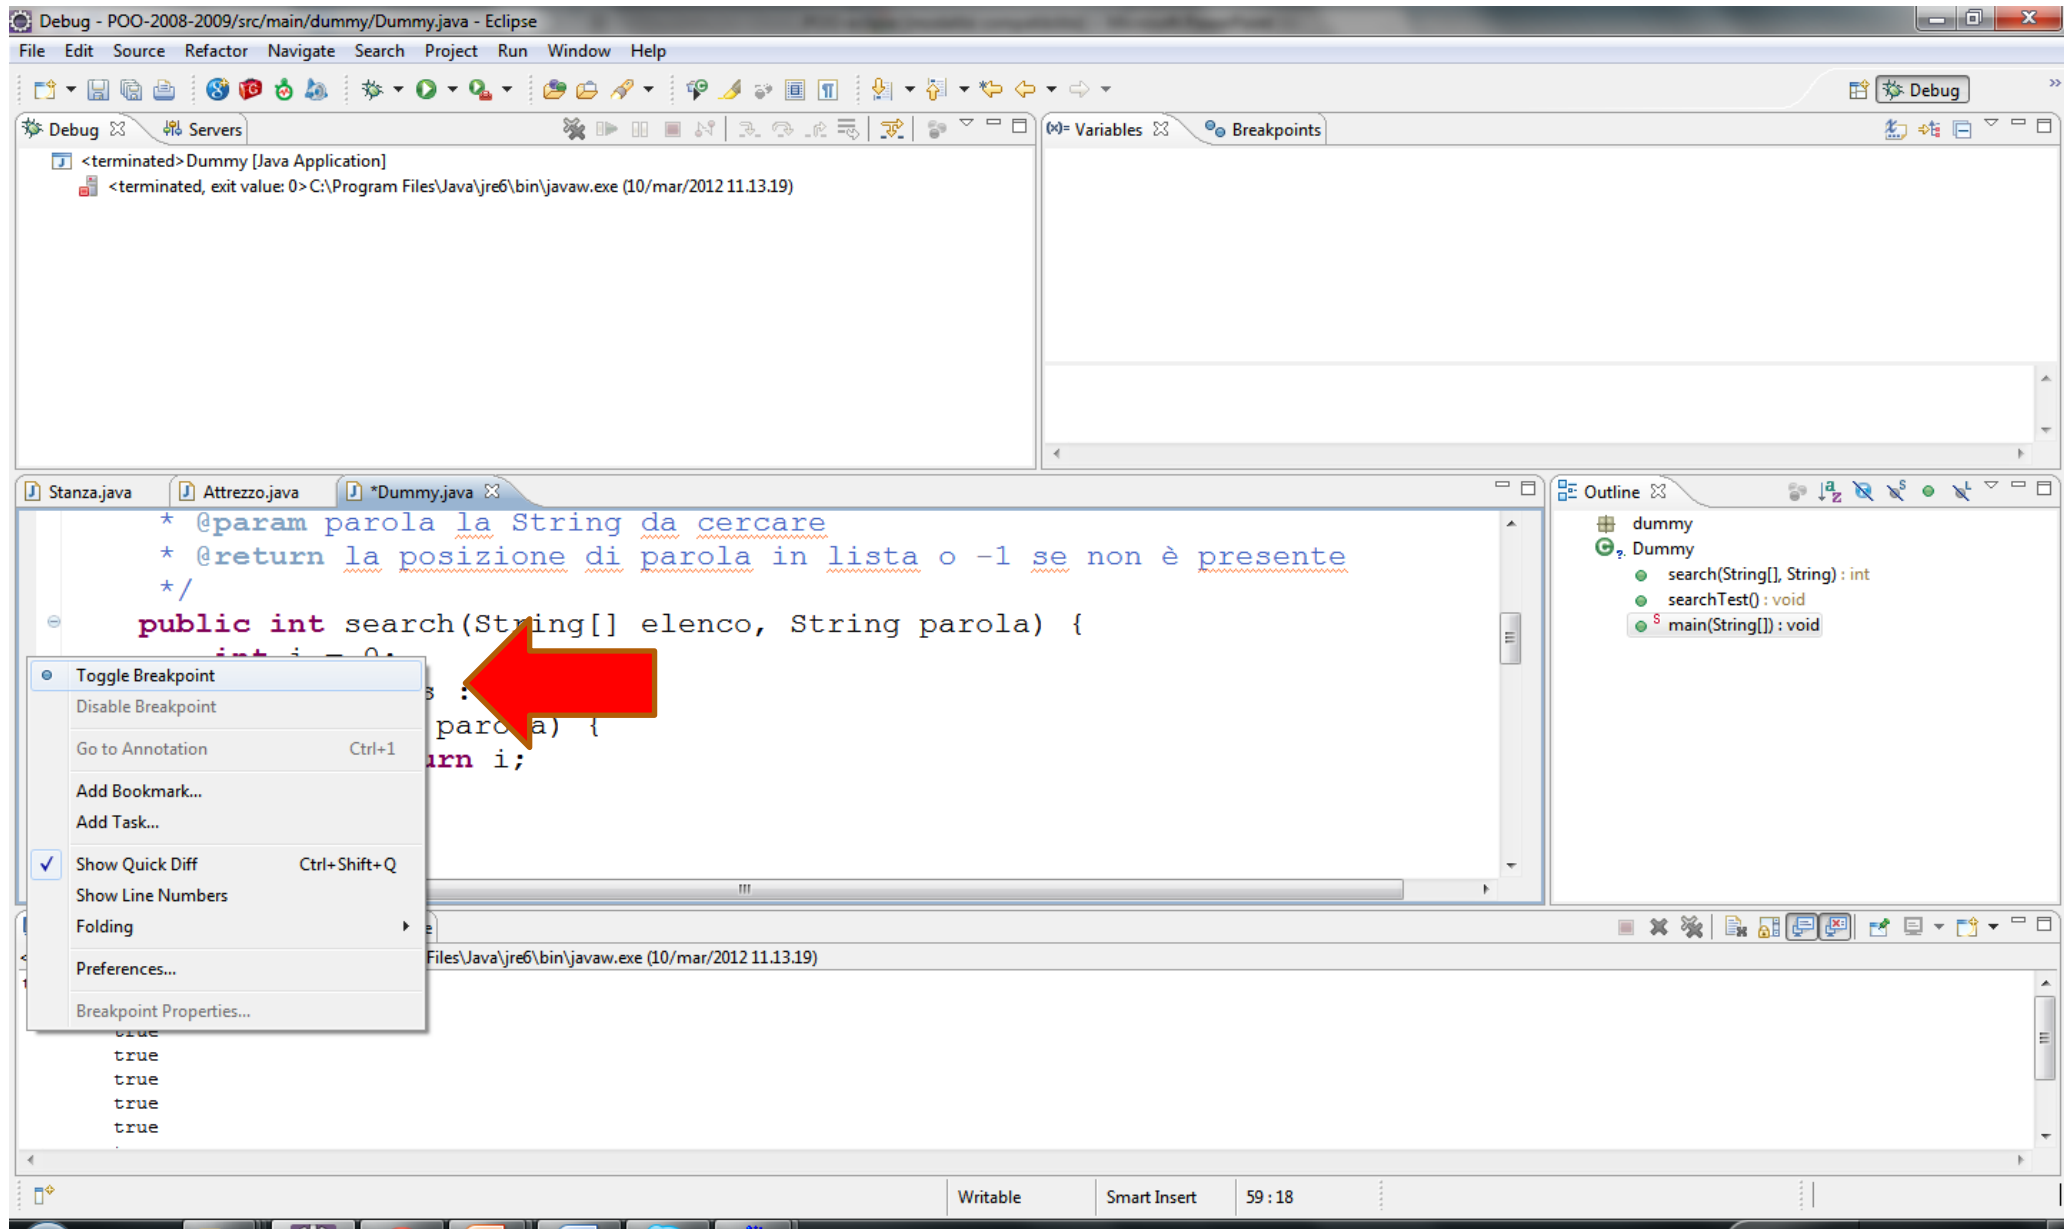 Debug - POO-2008-2009/src/main/dummy/Dummy.java - Eclipse
File Edit Source Refactor Navigate Search Project Run Window Help
Debug
Debug Servers
(x)= Variables Breakpoints
<terminated>Dummy [Java Application]
<terminated, exit value: 0>C:\Program Files\Java\jre6\bin\javaw.exe (10/mar/2012 11.13.19)
Stanza.java Attrezzo.java *Dummy.java
Outline
* @param parola la String da cercare
* @return la posizione di parola in lista o -1 se non è presente
*/
public int search(String[] elenco, String parola) {
int i = 0;
s :
parola) {
urn i;
dummy
Dummy
search(String[], String) : int
searchTest() : void
main(String[]) : void
Toggle Breakpoint
Disable Breakpoint
Go to Annotation Ctrl+1
Add Bookmark...
Add Task...
Show Quick Diff Ctrl+Shift+Q
Show Line Numbers
Folding
Preferences...
Breakpoint Properties...
Files\Java\jre6\bin\javaw.exe (10/mar/2012 11.13.19)
true
true
true
true
true
Writable Smart Insert 59 : 18